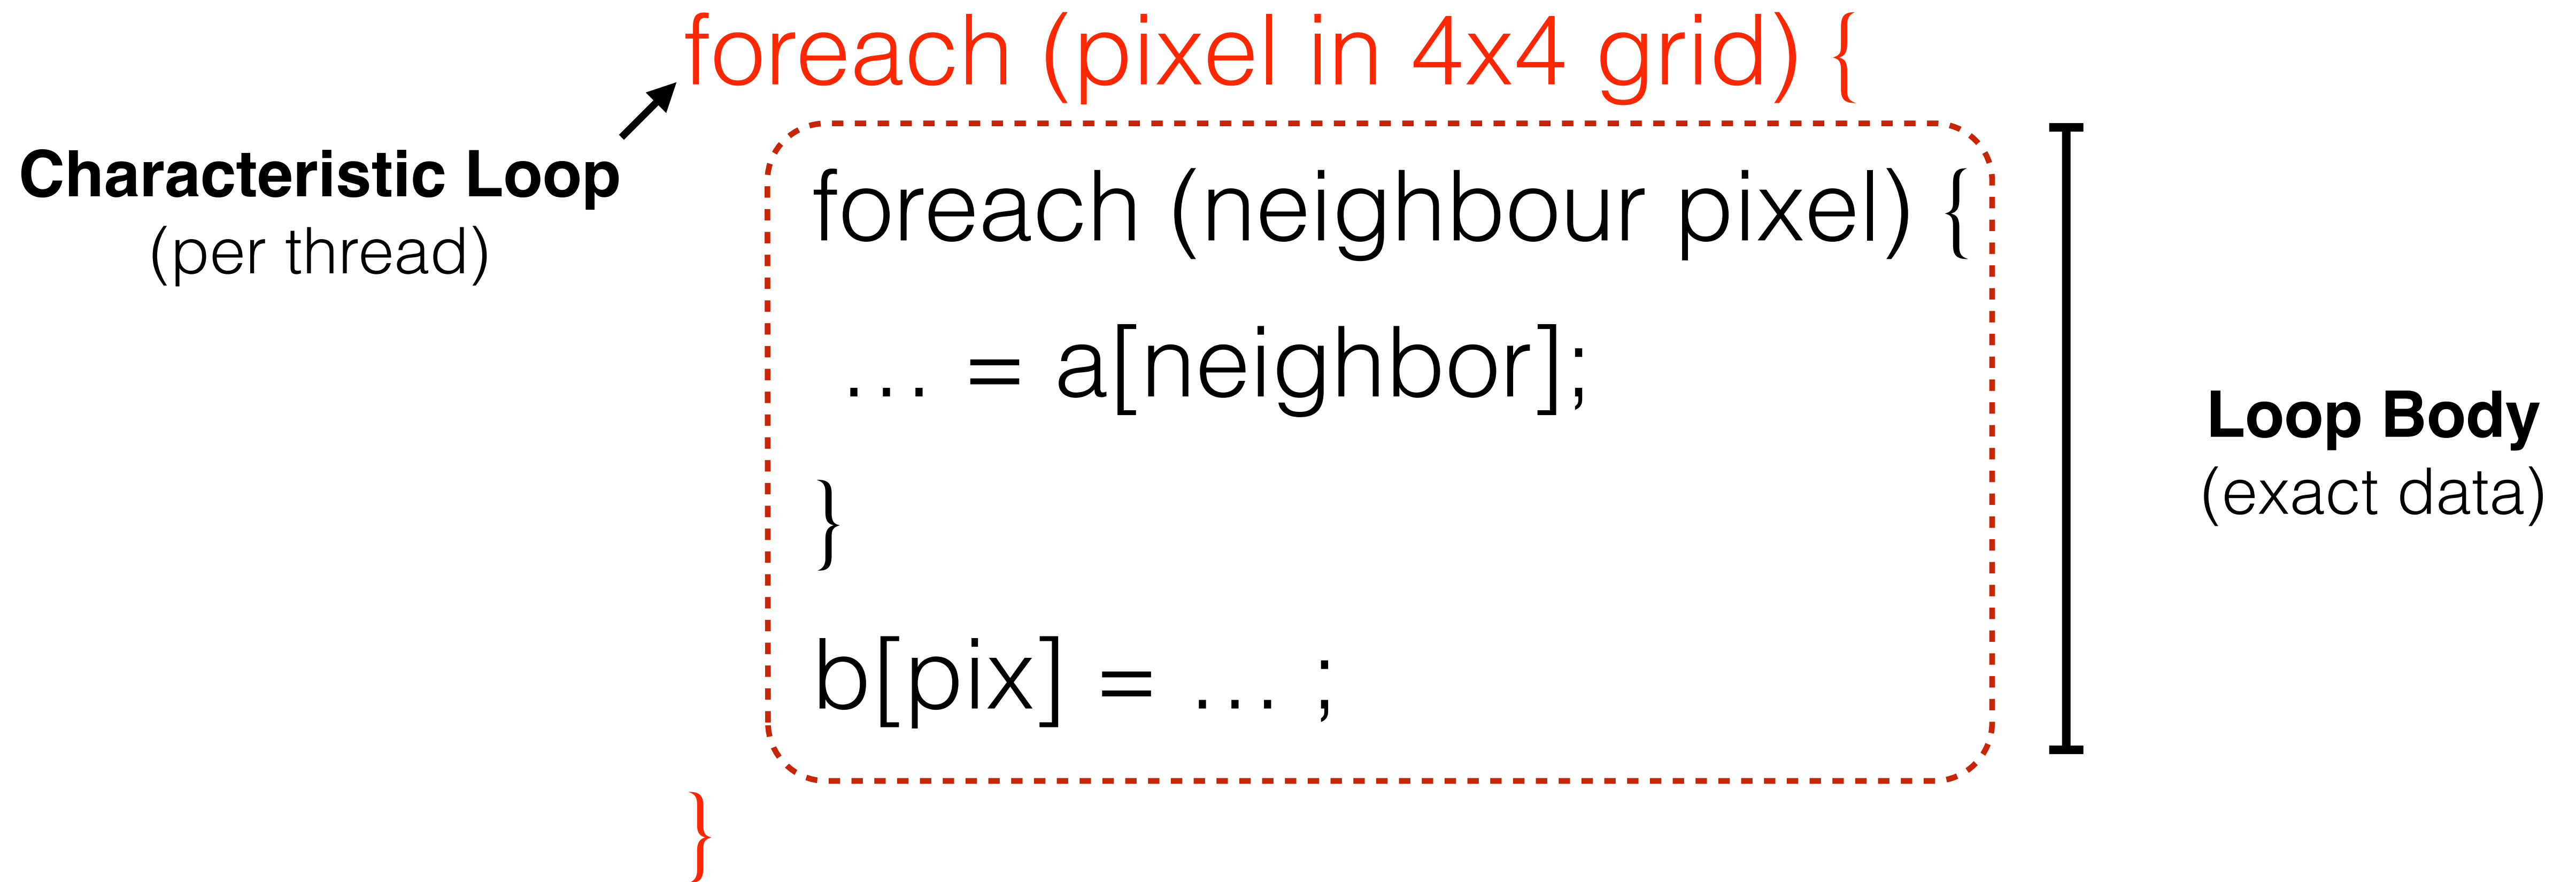 foreach (pixel in 4x4 grid) {
Characteristic Loop
(per thread)
foreach (neighbour pixel) {
... = a[neighbor];
}
b[pix] = ... ;
}
Loop Body
(exact data)